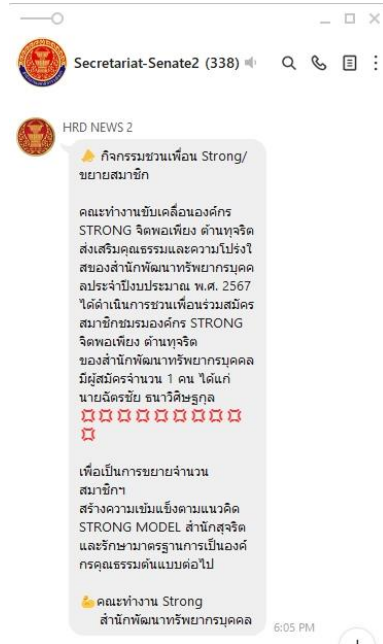 Secretariat-Senate2 (338)
HRD NEWS 2
กิจกรรมชวนเพื่อน Strong/
ขยายสมาชิก
คณะทำงานขับเคลื่อนองค์กร
STRONG จิตพอเพียง ต้านทุจริต
ส่งเสริมคุณธรรมและความโปร่งใ
สของสำนักพัฒนาทรัพยากรบุคค
ลประจำปีงบประมาณ พ.ศ. 2567
ได้ดำเนินการชวนเพื่อนร่วมสมัคร
สมาชิกชมรมองค์กร STRONG
จิตพอเพียง ต้านทุจริต
ของสำนักพัฒนาทรัพยากรบุคคล
มีผู้สมัครจำนวน 1 คน ได้แก่
นายฉัตรชัย ธนาวิศิษฐกุล
💢💢💢💢💢💢💢💢💢
💢
เพื่อเป็นการขยายจำนวน
สมาชิกฯ
สร้างความเข้มแข็งตามแนวคิด
STRONG MODEL สำนักสุจริต
และรักษามาตรฐานการเป็นองค์
กรคุณธรรมต้นแบบต่อไป
💪คณะทำงาน Strong
สำนักพัฒนาทรัพยากรบุคคล
6:05 PM